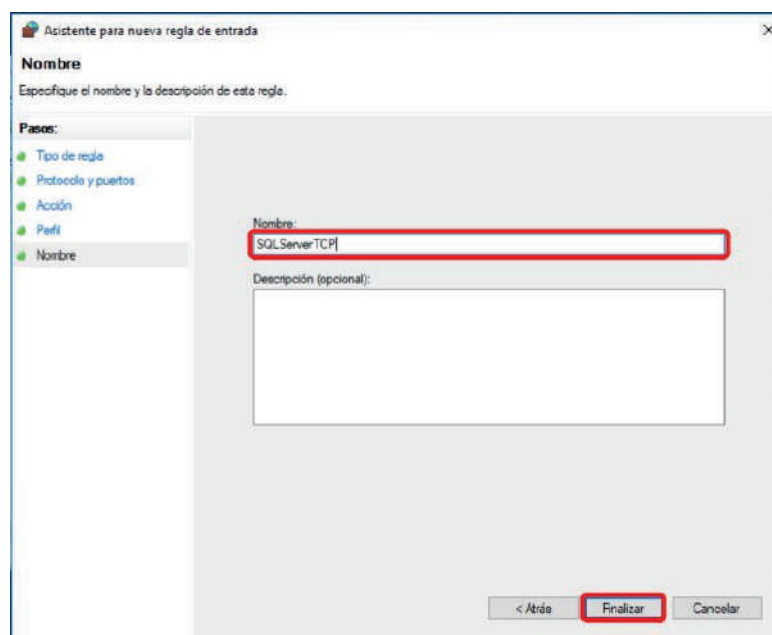 Asistente para nueva regla de entrada
Nombre
Especifique el nombre y la descripción de esta regla.
Pasos:
Tipo de regla
Protocolo y puertos
Acción
Perfil
Nombre
Nombre:
SQLServerTCP
Descripción (opcional):
< Atrás
Finalizar
Cancelar